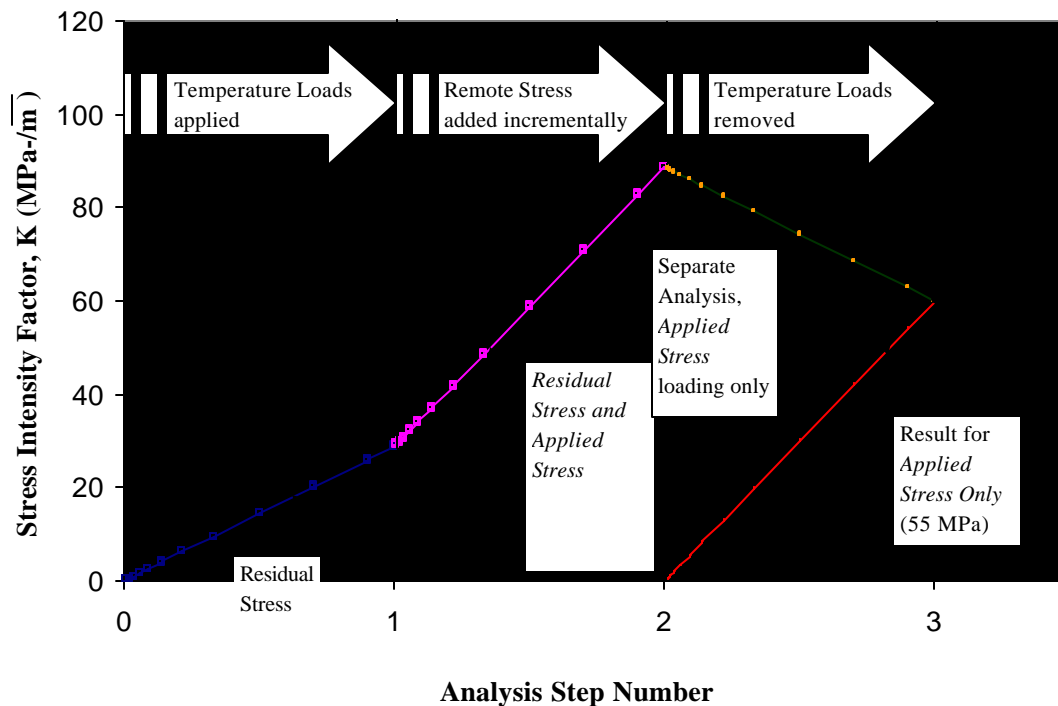 120
100
80
60
40
20
0
Stress Intensity Factor, K (MPa-/m)
Temperature Loads
applied
Remote Stress
added incrementally
Temperature Loads
removed
Separate
Analysis,
Applied
Stress
loading only
Residual
Stress and
Applied
Stress
Result for
Applied
Stress Only
(55 MPa)
Residual
Stress
0
1
2
3
Analysis Step Number